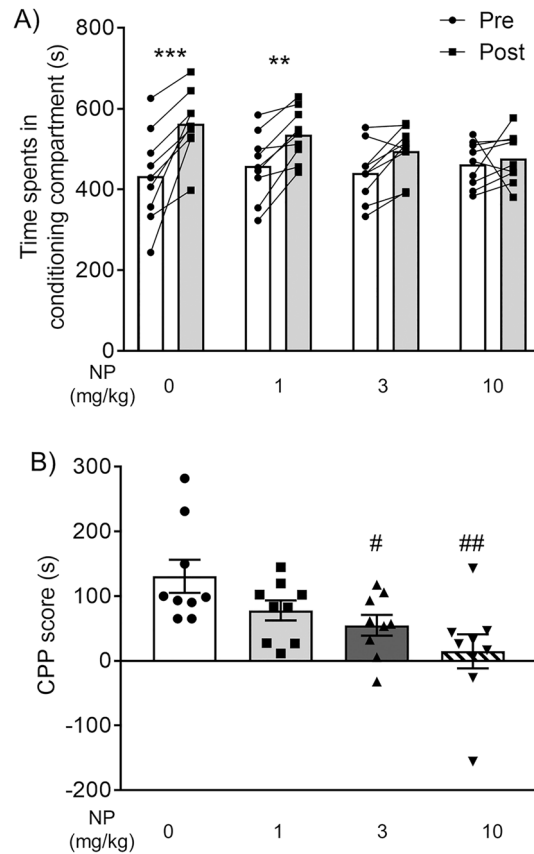 A)
Time spents in
conditioning compartment (s)
800
600
400
200
0
*** **
Pre
Post
NP
(mg/kg)
0 1 3 10
B)
CPP score (s)
300
200
100
0
-100
-200
# ##
NP
(mg/kg)
0 1 3 10